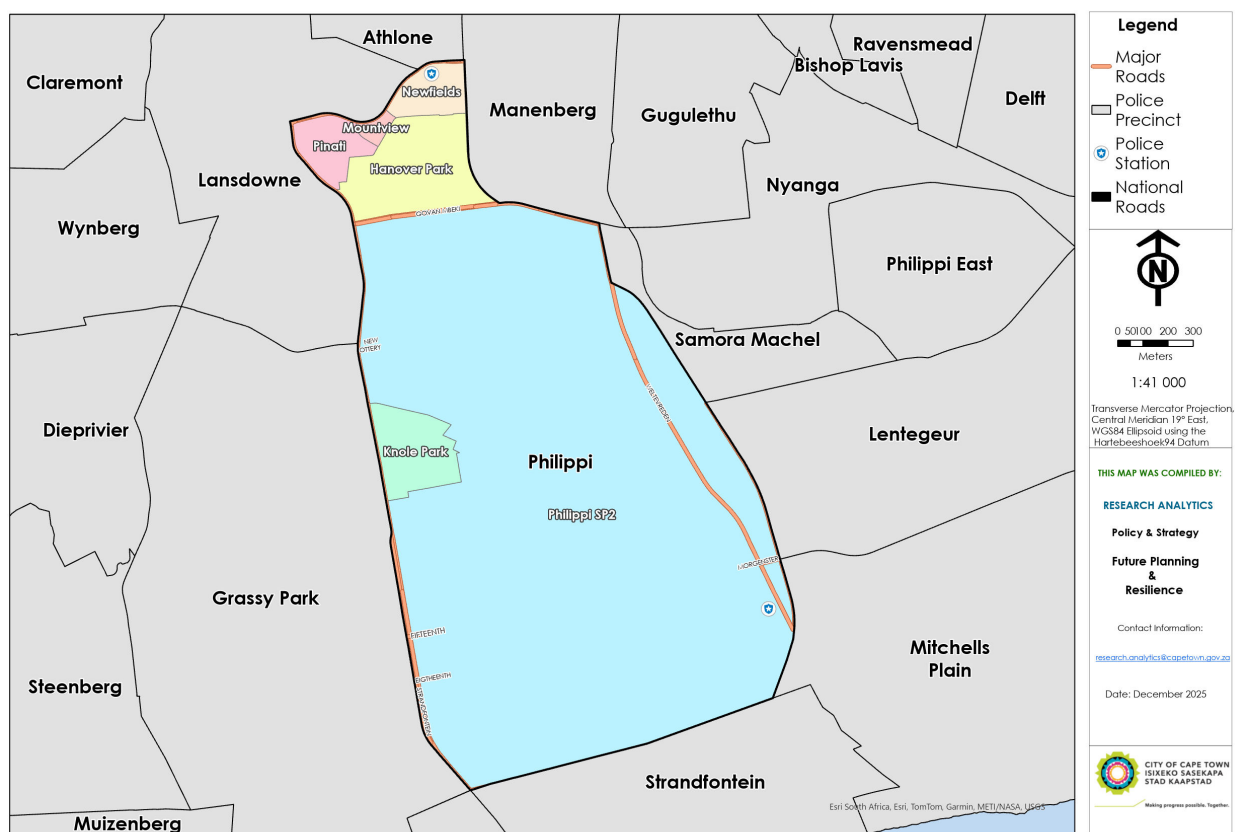 Athlone
Ravensmead
Bishop Lavis
Claremont
Newfields
Delft
Manenberg
Gugulethu
Mountview
Pinati
Hanover Park
Lansdowne
Nyanga
GOVAN MBEKI
Wynberg
Philippi East
NEW
OTTERY
Samora Machel
WELTEVREDEN
Dieprivier
Knole Park
Lentegeur
Philippi
Philippi SP2
MORGENSTER
Grassy Park
FIFTEENTH
Mitchells
Plain
EIGTHEENTH
Steenberg
STRANDFONTEIN
Strandfontein
Muizenberg
Esri South Africa, Esri, TomTom, Garmin, METI/NASA, USGS
Legend
Major
Roads
Police
Precinct
Police
Station
National
Roads
N
0 50100 200 300
Meters
1:41 000
Transverse Mercator Projection,
Central Meridian 19° East,
WGS84 Ellipsoid using the
Hartebeeshoek94 Datum
THIS MAP WAS COMPILED BY:
RESEARCH ANALYTICS
Policy & Strategy
Future Planning
&
Resilience
Contact Information:
research.analytics@capetown.gov.za
Date: December 2025
CITY OF CAPE TOWN
ISIXEKO SASEKAPA
STAD KAAPSTAD
Making progress possible. Together.